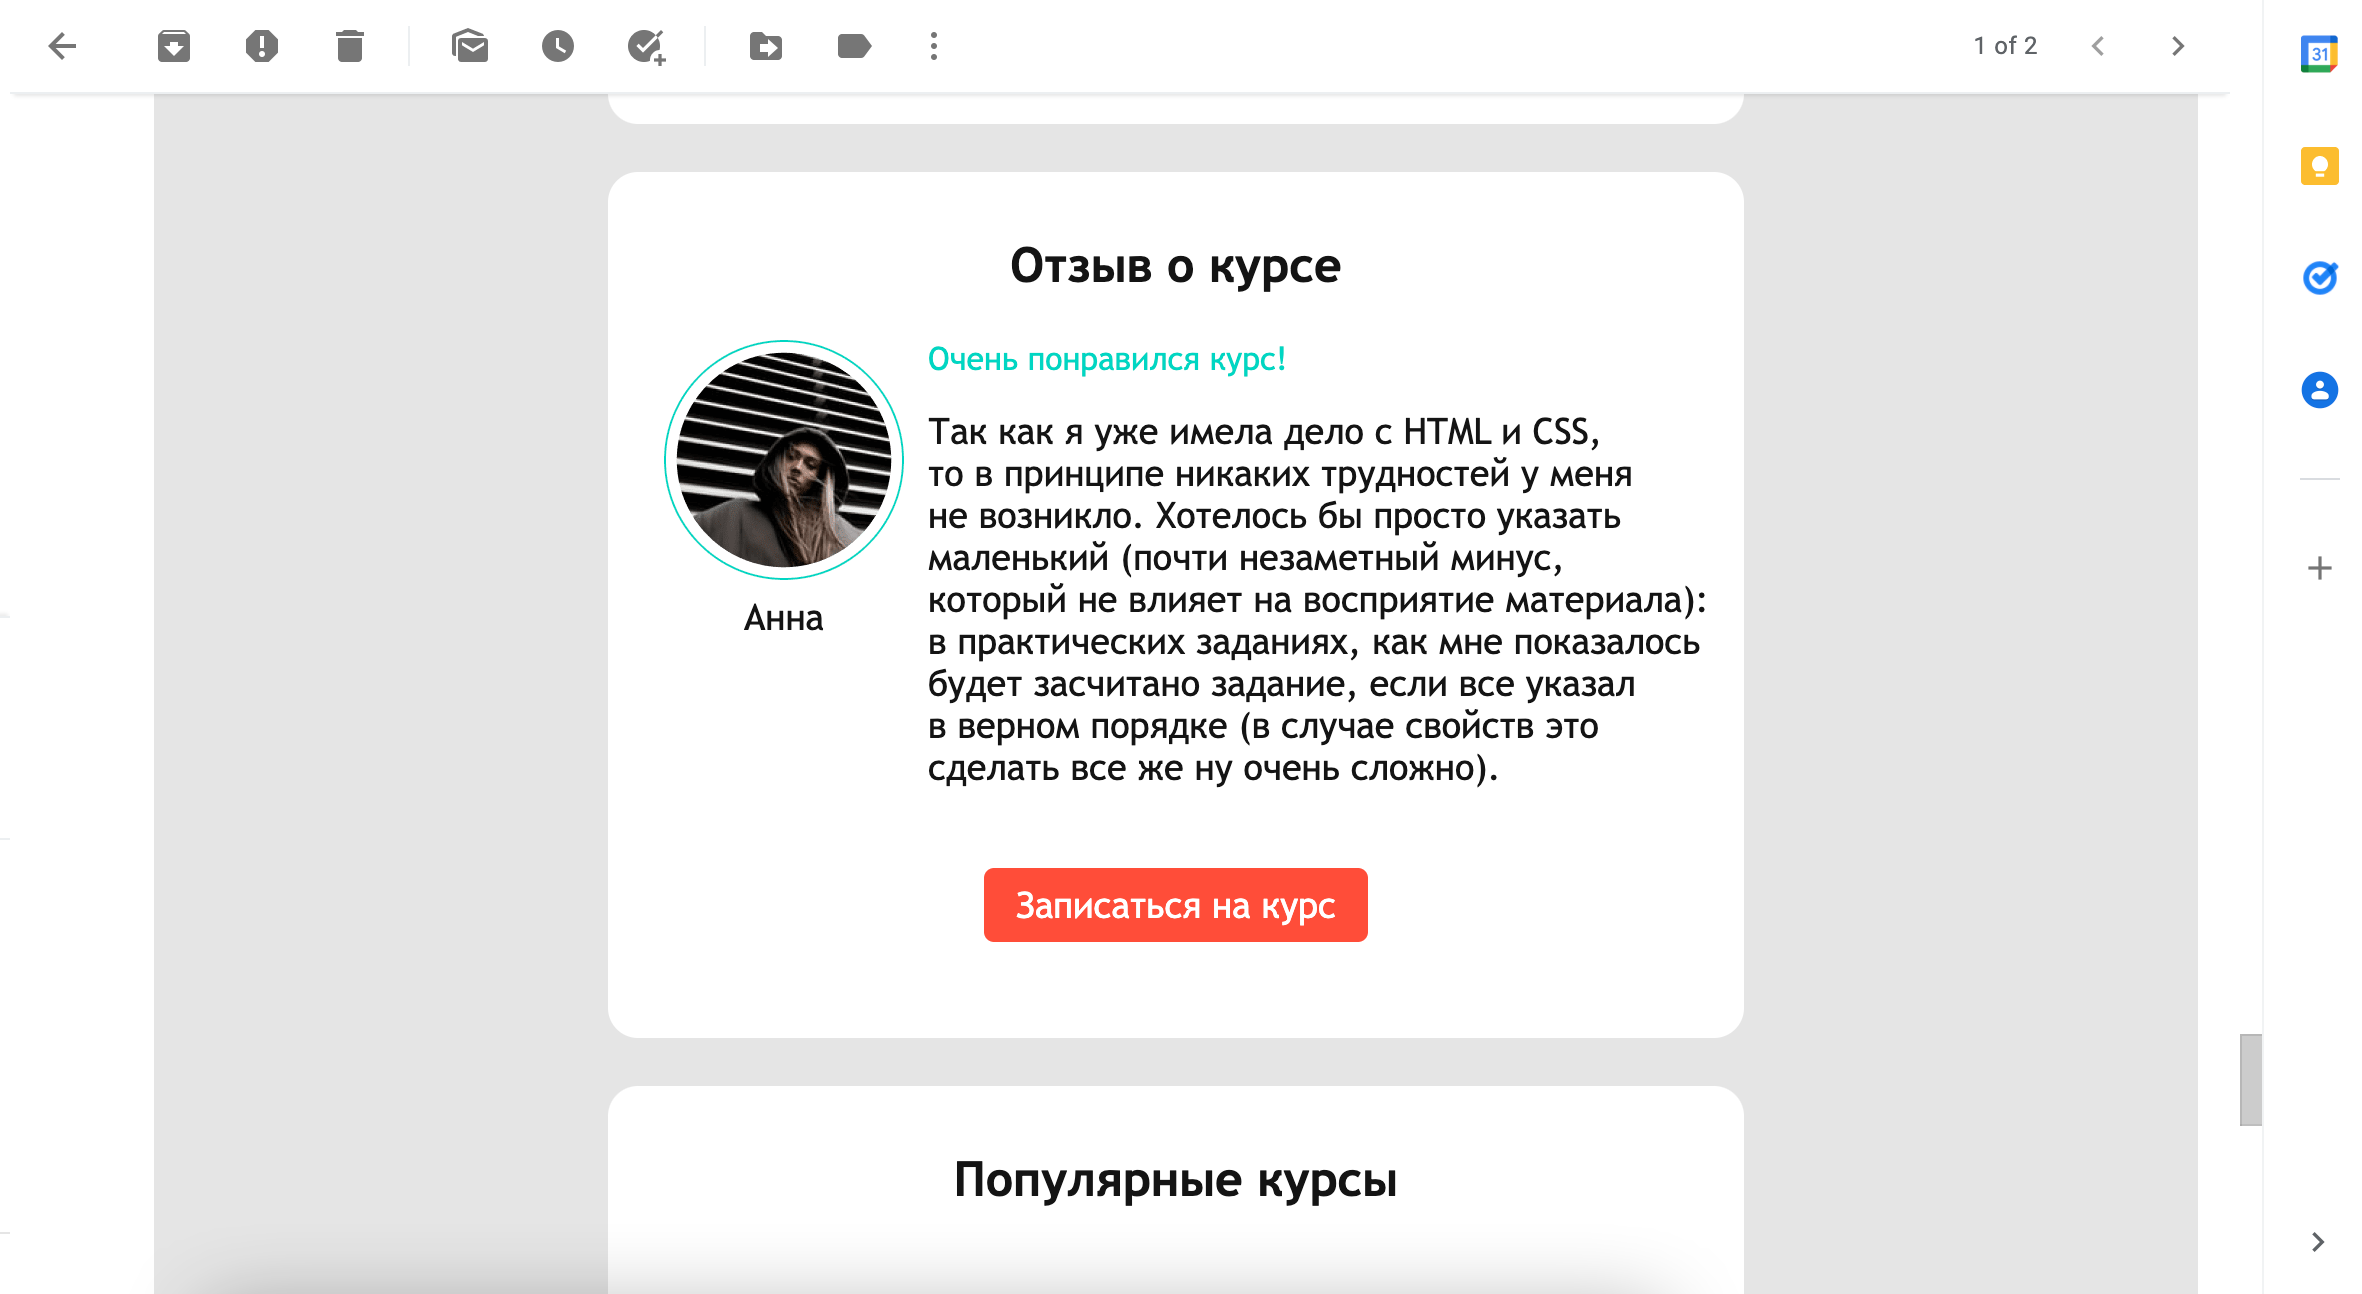 1 of 2
31
Отзыв о курсе
Очень понравился курс!
Так как я уже имела дело с HTML и CSS,
то в принципе никаких трудностей у меня
не возникло. Хотелось бы просто указать
маленький (почти незаметный минус,
который не влияет на восприятие материала):
в практических заданиях, как мне показалось
будет засчитано задание, если все указал
в верном порядке (в случае свойств это
сделать все же ну очень сложно).
Анна
Записаться на курс
Популярные курсы